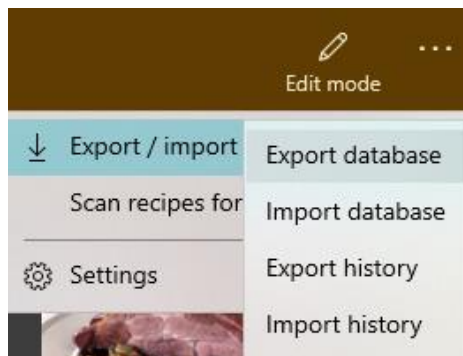 Edit mode
Export / import
Scan recipes for
Settings
Export database
Import database
Export history
Import history